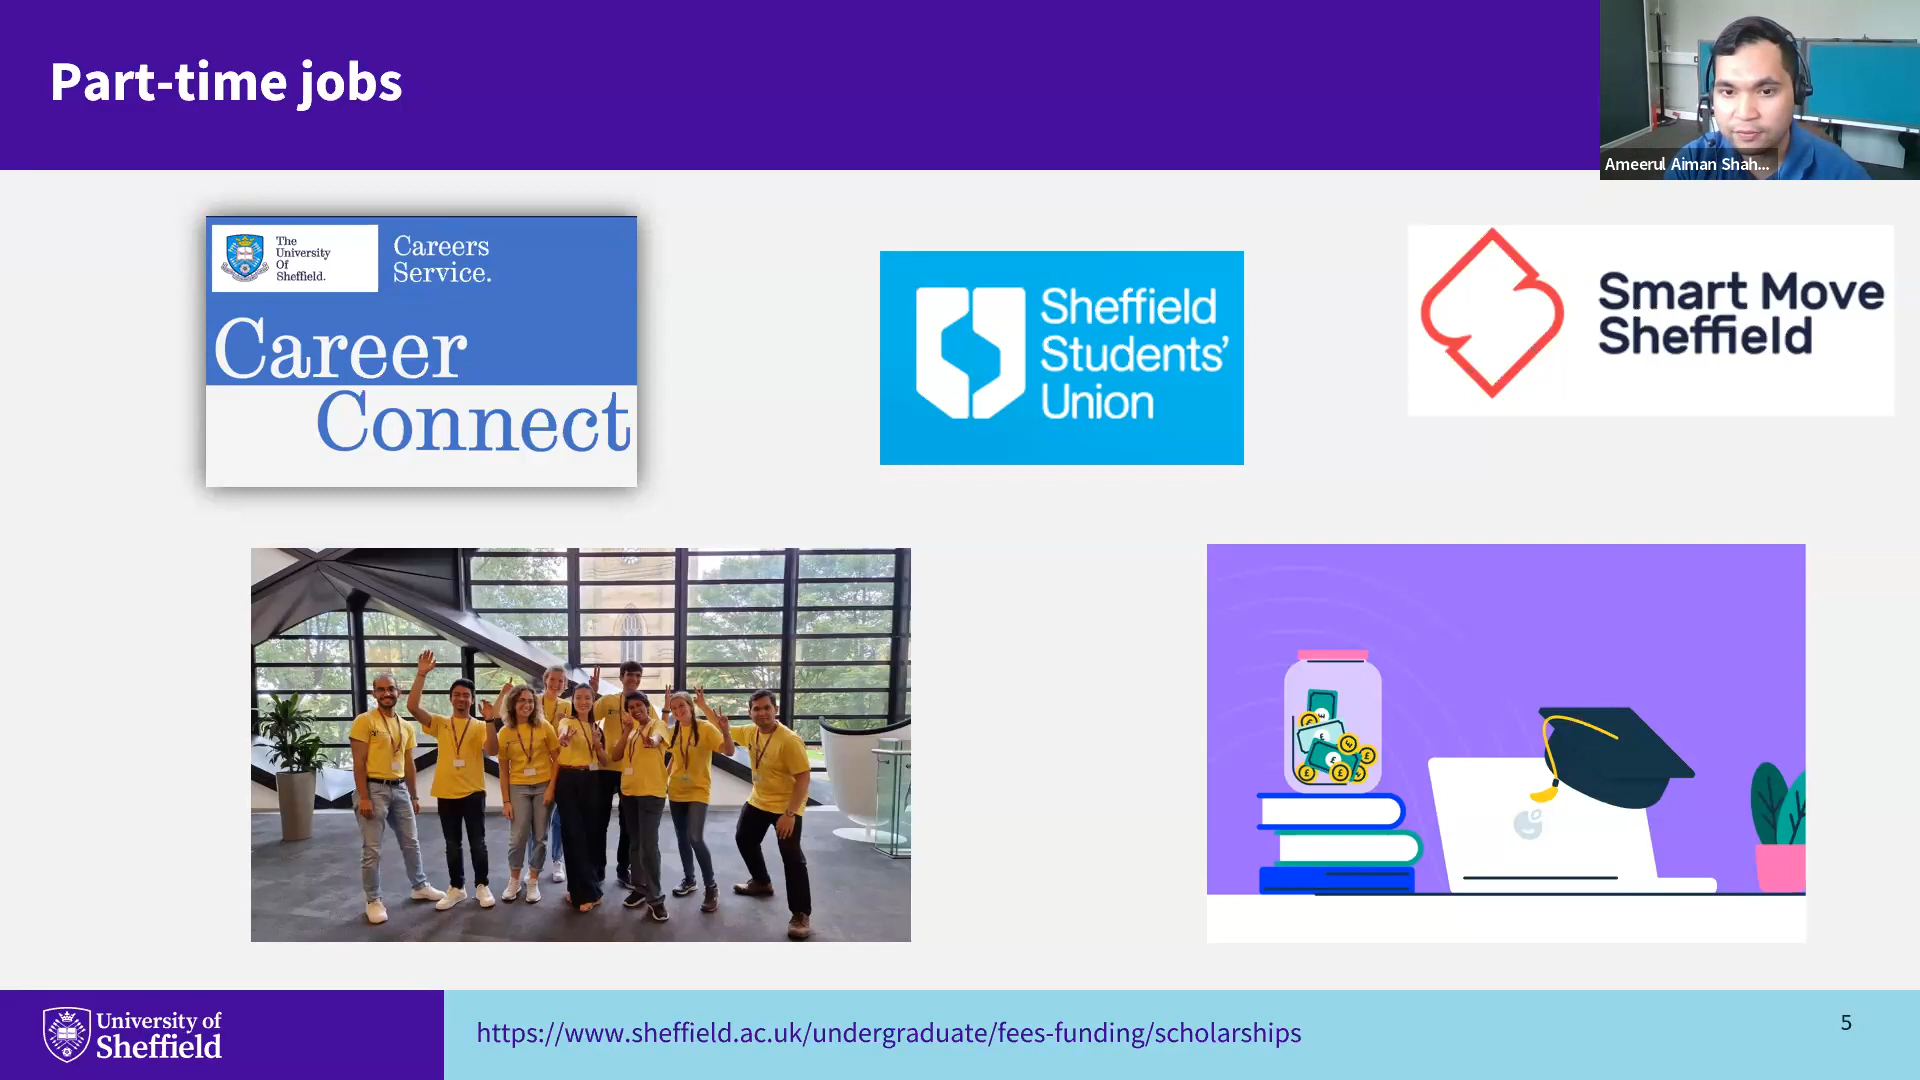 Part-time jobs
Ameerul Aiman Shah...
The
University
Of
Sheffield.
Careers
Service.
Career
Connect
Sheffield
Students'
Union
Smart Move
Sheffield
University of
Sheffield
https://www.sheffield.ac.uk/undergraduate/fees-funding/scholarships
5